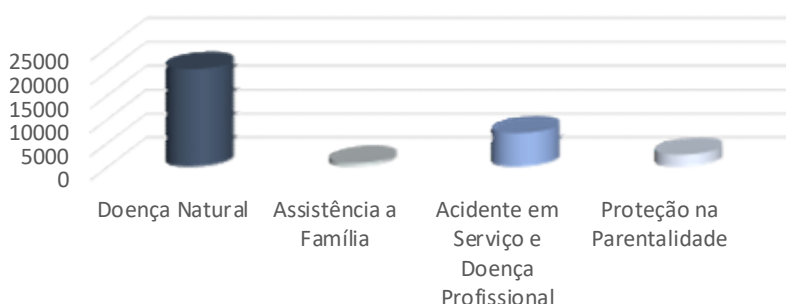 25000
20000
15000
10000
5000
0
Doença Natural
Assistência a
Família
Acidente em
Serviço e
Doença
Profissional
Proteção na
Parentalidade